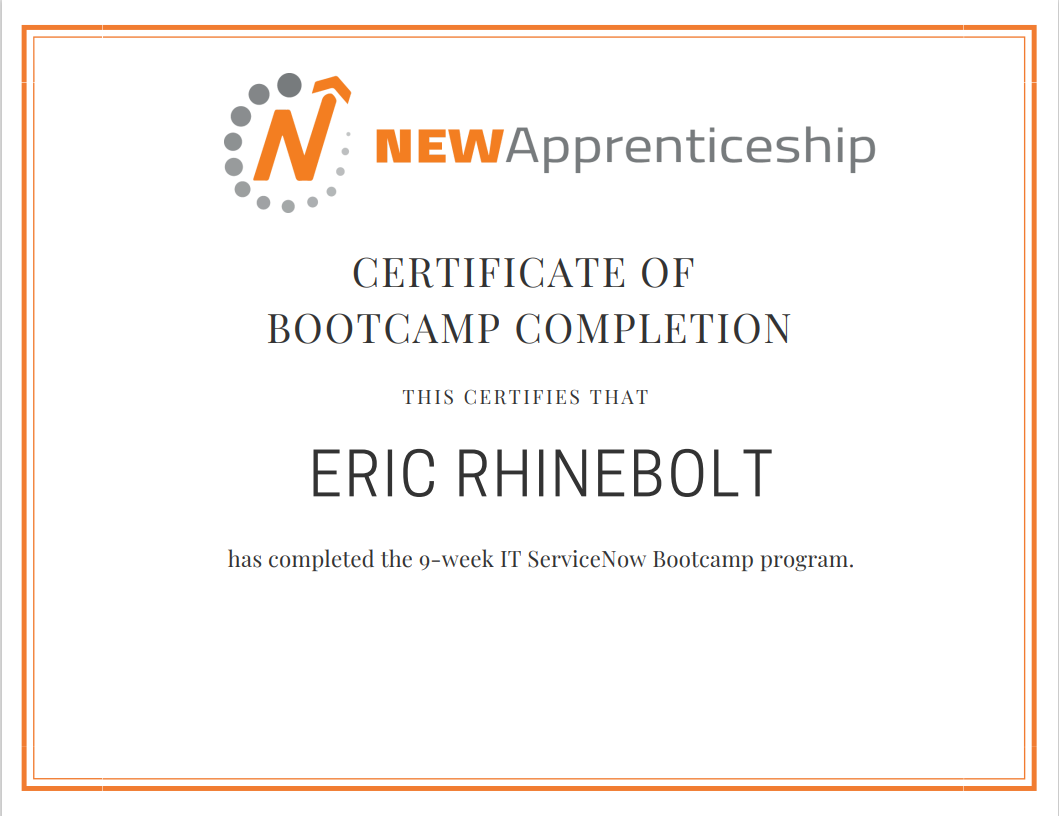 NEWApprenticeship
CERTIFICATE OF
BOOTCAMP COMPLETION
THIS CERTIFIES THAT
ERIC RHINEBOLT
has completed the 9-week IT ServiceNow Bootcamp program.